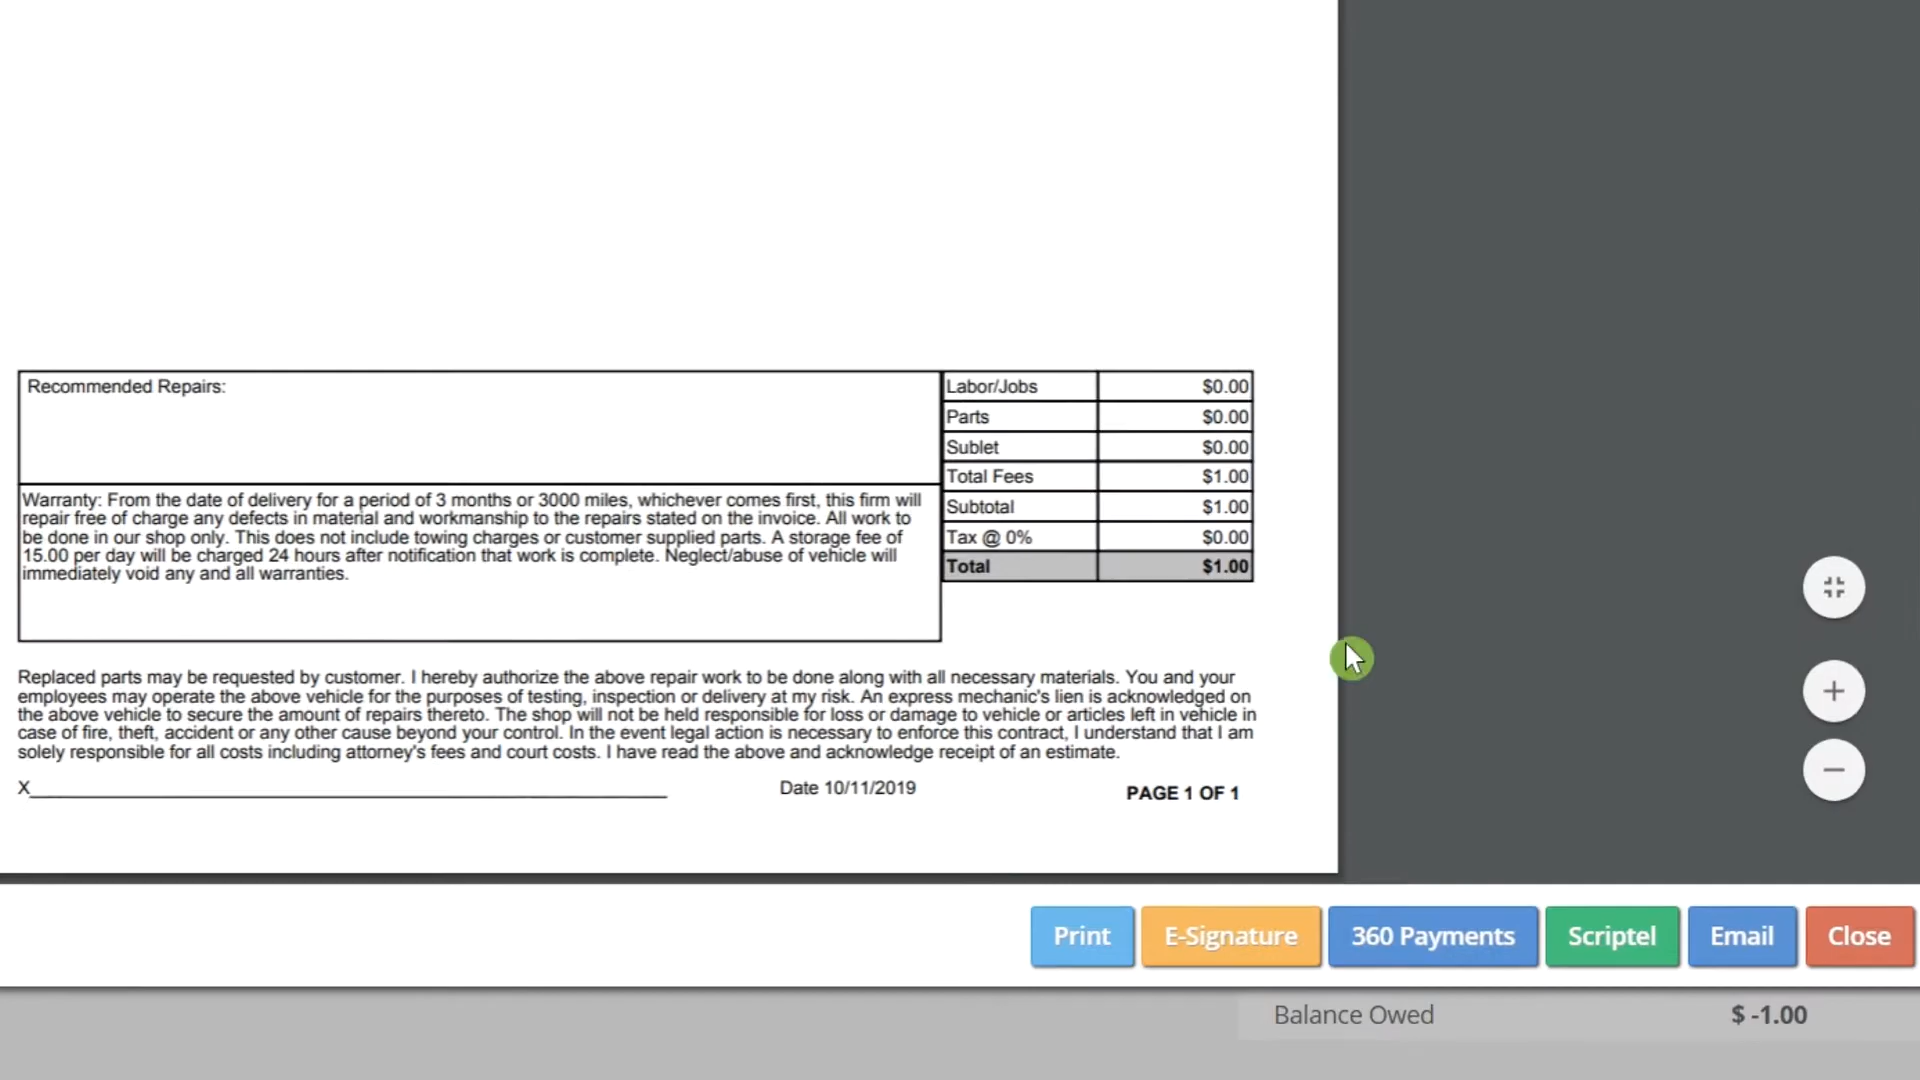 Recommended Repairs:
Labor/Jobs $0.00
Parts $0.00
Sublet $0.00
Total Fees $1.00
Subtotal $1.00
Tax @ 0% $0.00
Total $1.00
Warranty: From the date of delivery for a period of 3 months or 3000 miles, whichever comes first, this firm will
repair free of charge any defects in material and workmanship to the repairs stated on the invoice. All work to
be done in our shop only. This does not include towing charges or customer supplied parts. A storage fee of
15.00 per day will be charged 24 hours after notification that work is complete. Neglect/abuse of vehicle will
immediately void any and all warranties.
Replaced parts may be requested by customer. I hereby authorize the above repair work to be done along with all necessary materials. You and your
employees may operate the above vehicle for the purposes of testing, inspection or delivery at my risk. An express mechanic's lien is acknowledged on
the above vehicle to secure the amount of repairs thereto. The shop will not be held responsible for loss or damage to vehicle or articles left in vehicle in
case of fire, theft, accident or any other cause beyond your control. In the event legal action is necessary to enforce this contract, I understand that I am
solely responsible for all costs including attorney's fees and court costs. I have read the above and acknowledge receipt of an estimate.
X Date 10/11/2019 PAGE 1 OF 1
Print E-Signature 360 Payments Scriptel Email Close
Balance Owed $ -1.00